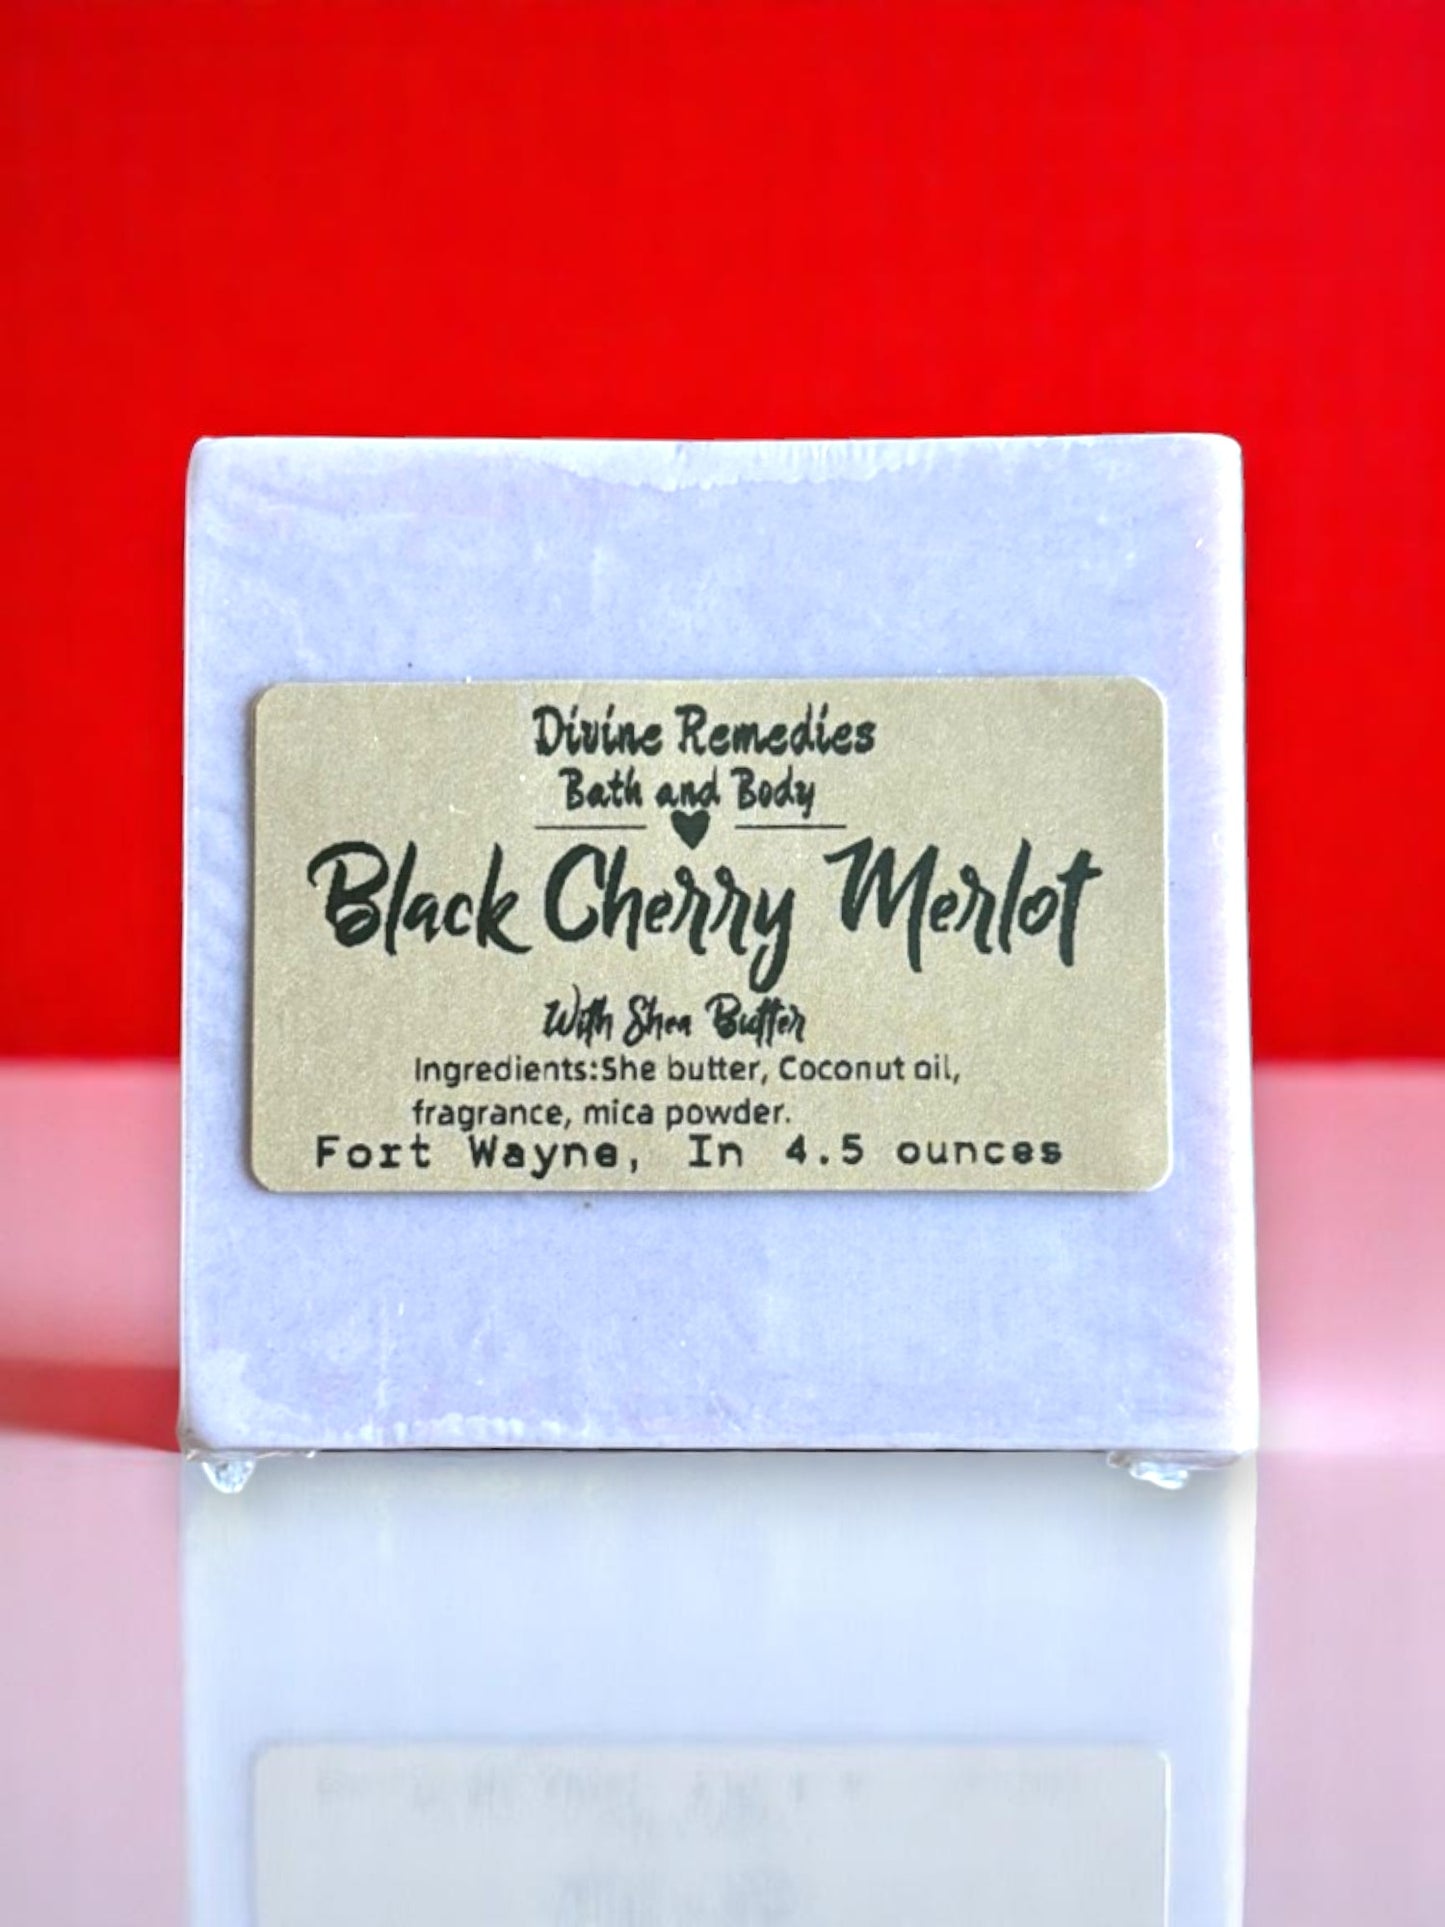 Divine Remedies
Bath and Body
Black Cherry Merlot
With Shea Butter
Ingredients:She butter, Coconut oil,
fragrance, mica powder.
Fort Wayne, In 4.5 ounces